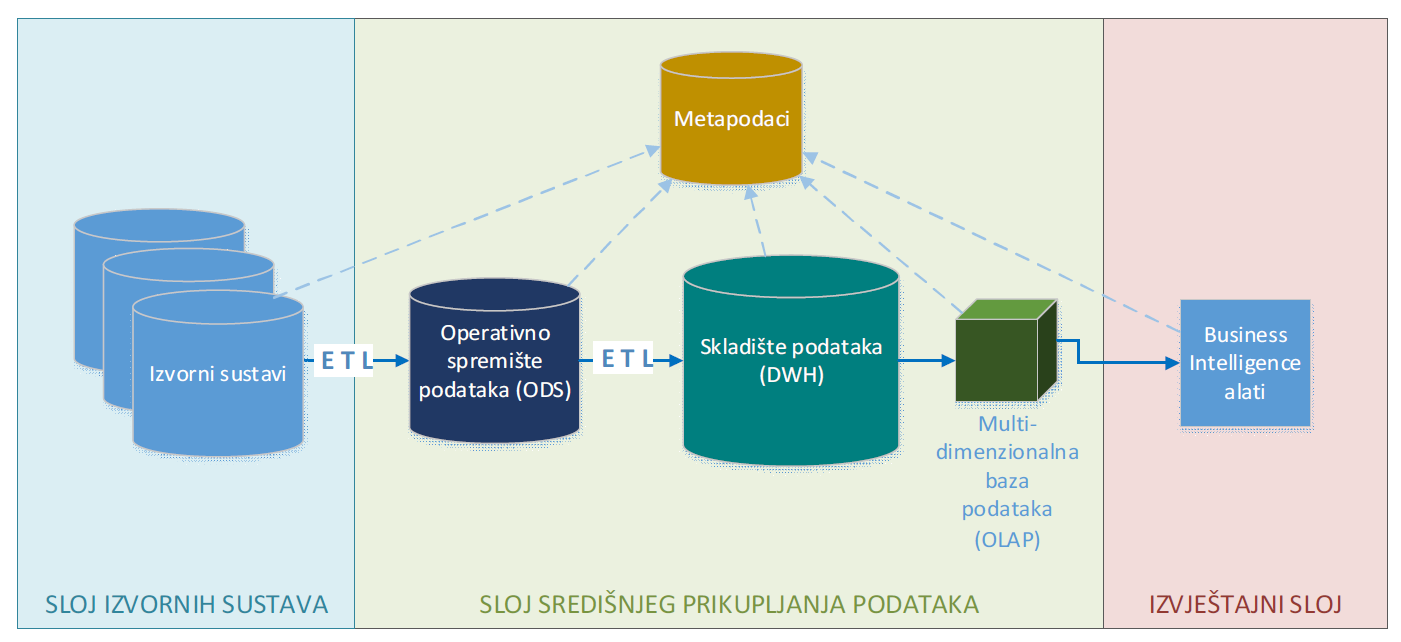 Metapodaci
Izvorni sustavi
E T L
Operativno
spremište
podataka (ODS)
E T L
Skladište podataka
(DWH)
Multi-
dimenzionalna
baza
podataka
(OLAP)
Business
Intelligence
alati
SLOJ IZVORNIH SUSTAVA
SLOJ SREDIŠNJEG PRIKUPLJANJA PODATAKA
IZVJEŠTAJNI SLOJ